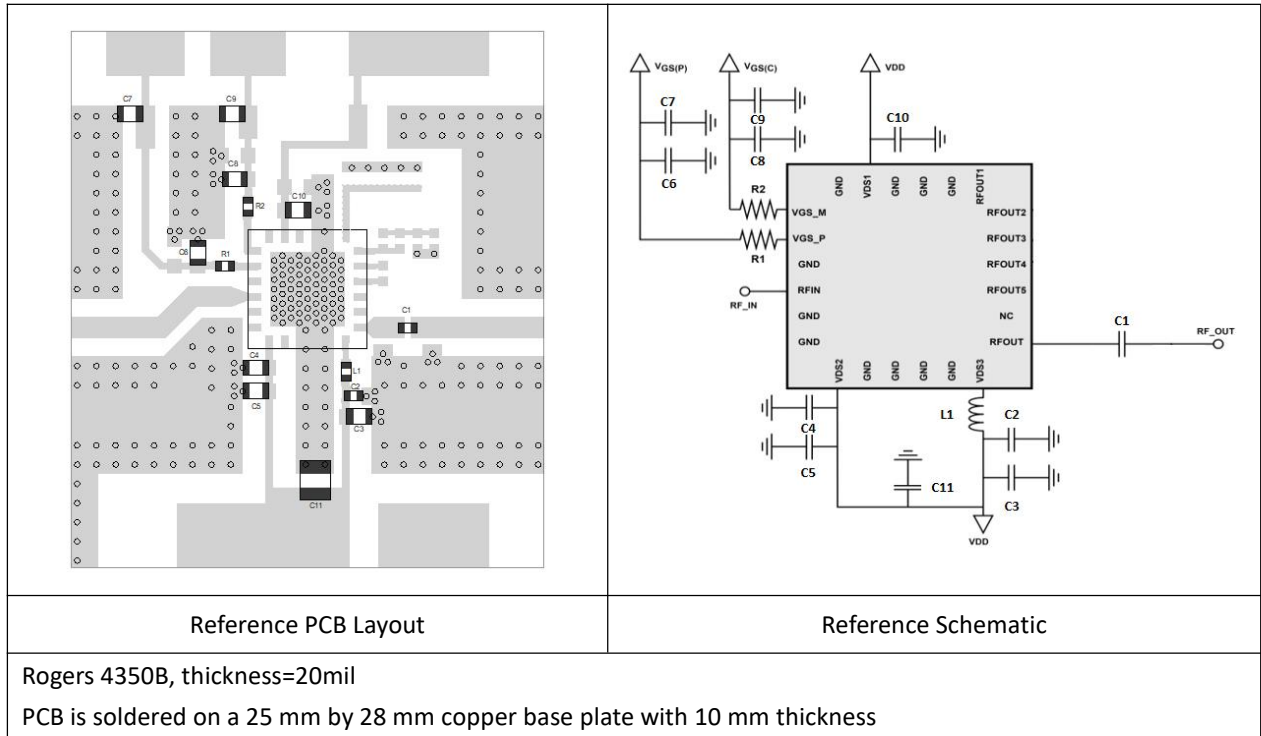 C7
C9
C8
R2
C10
C6
R1
C1
C4
C5
L1
C2
C3
C11
VGS(P)
VGS(C)
VDD
C7
C9
C10
C6
C8
R2
R1
GND
VDS1
GND
GND
GND
RFOUT1
VGS_M
VGS_P
GND
RFIN
GND
GND
RFOUT2
RFOUT3
RFOUT4
RFOUT5
NC
RFOUT
RF_IN
C1
RF_OUT
VDS2
GND
GND
GND
GND
VDS3
C4
C5
C11
L1
C2
C3
VDD
Reference PCB Layout
Reference Schematic
Rogers 4350B, thickness=20mil
PCB is soldered on a 25 mm by 28 mm copper base plate with 10 mm thickness